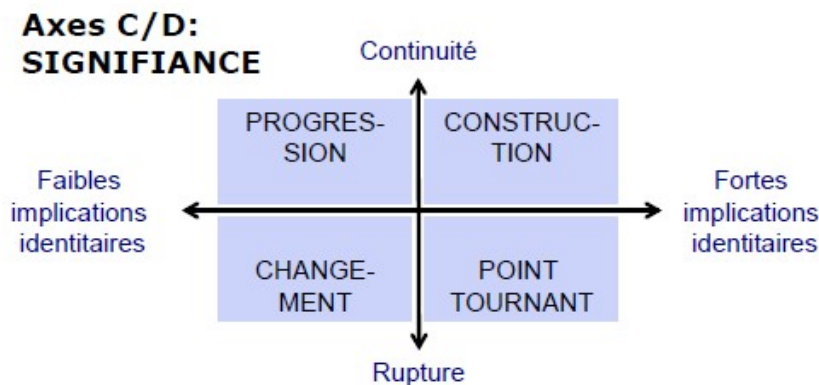 Axes C/D:
SIGNIFIANCE
Continuité
PROGRES-
SION
CONSTRUC-
TION
Faibles
implications
identitaires
Fortes
implications
identitaires
CHANGE-
MENT
POINT
TOURNANT
Rupture